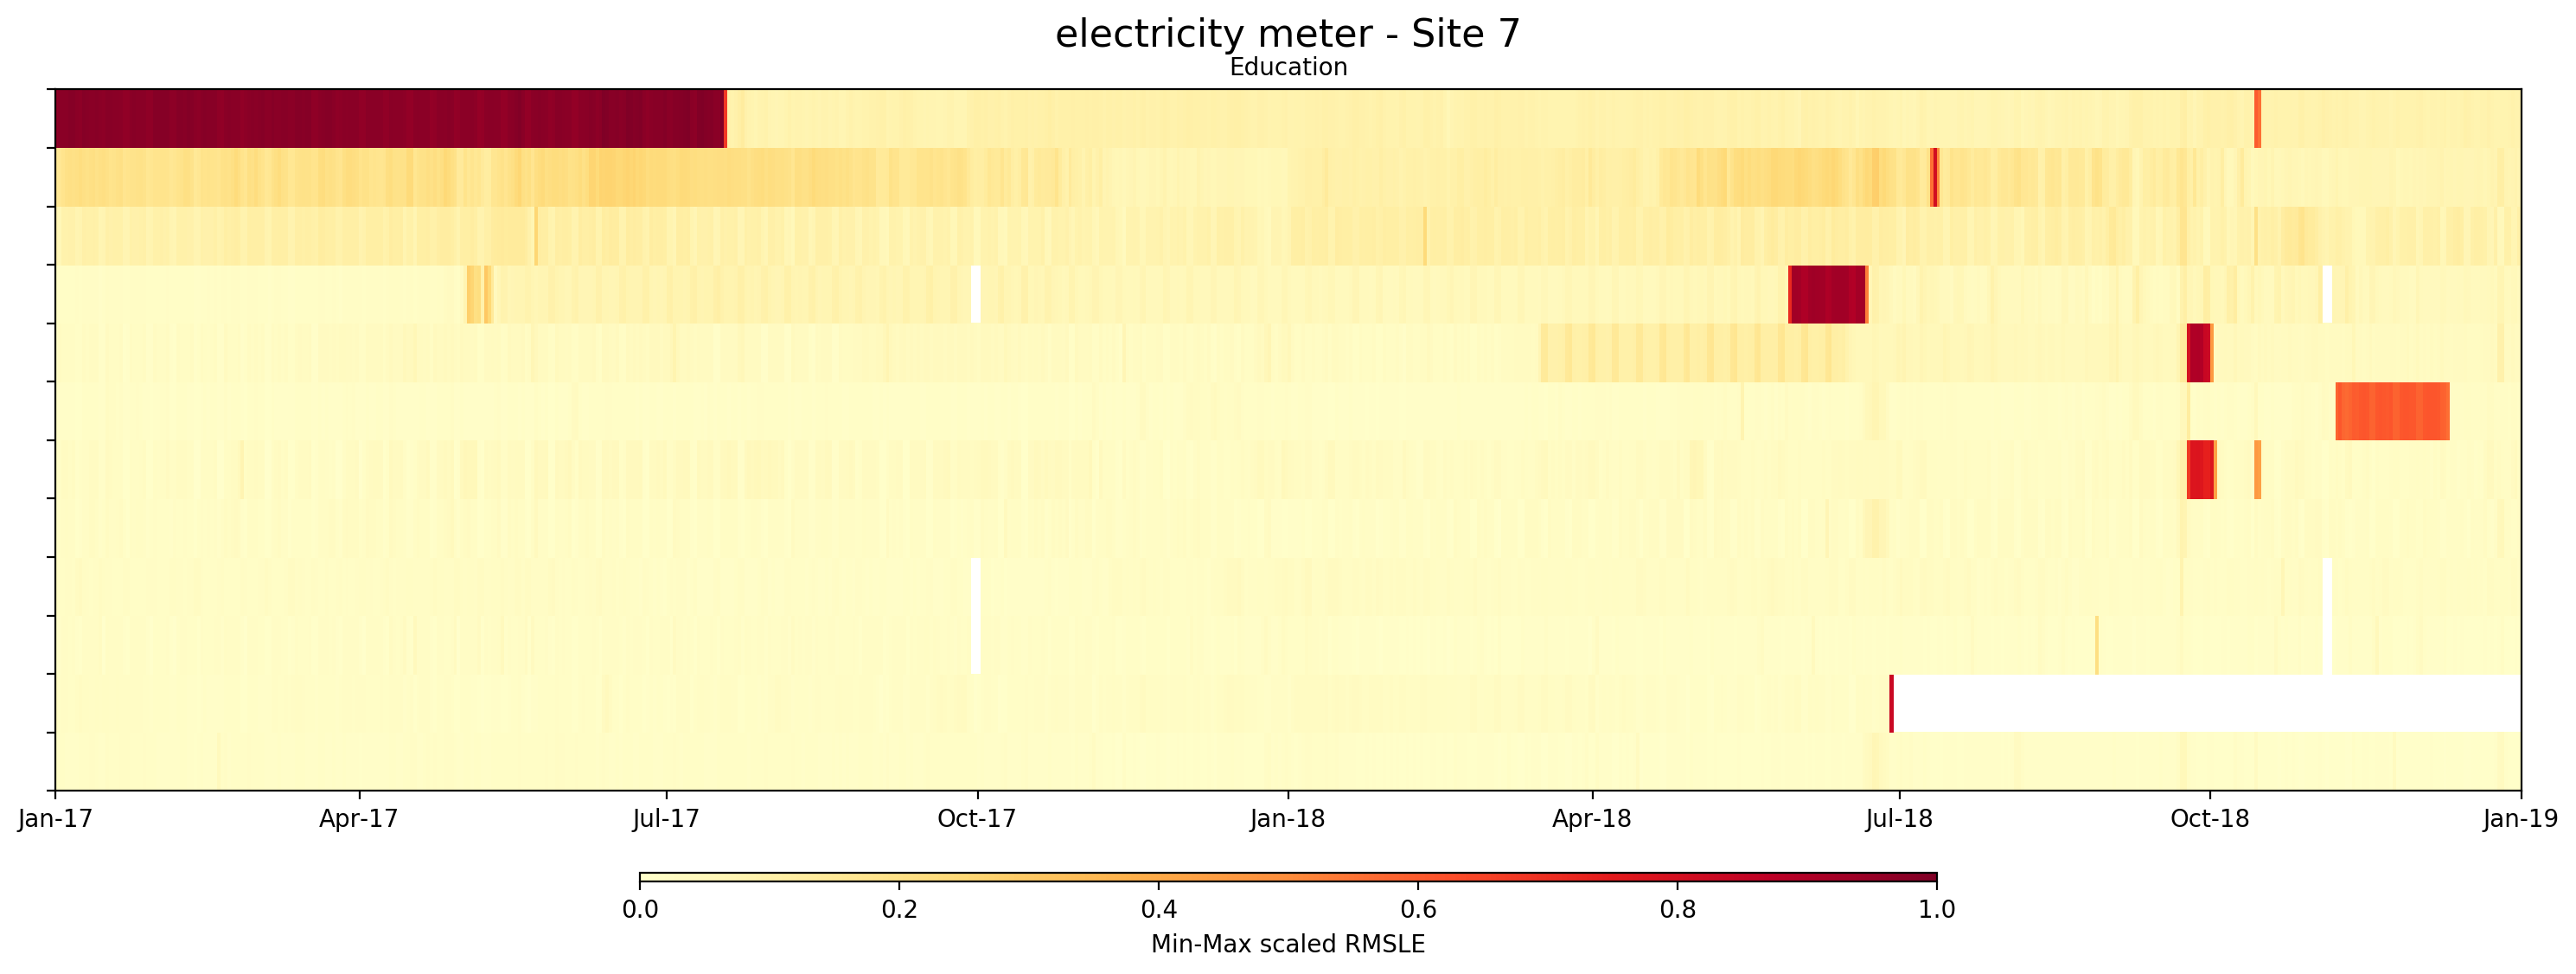 electricity meter - Site 7
Education
Jan-17 Apr-17 Jul-17 Oct-17 Jan-18 Apr-18 Jul-18 Oct-18 Jan-19
0.0 0.2 0.4 0.6 0.8 1.0
Min-Max scaled RMSLE